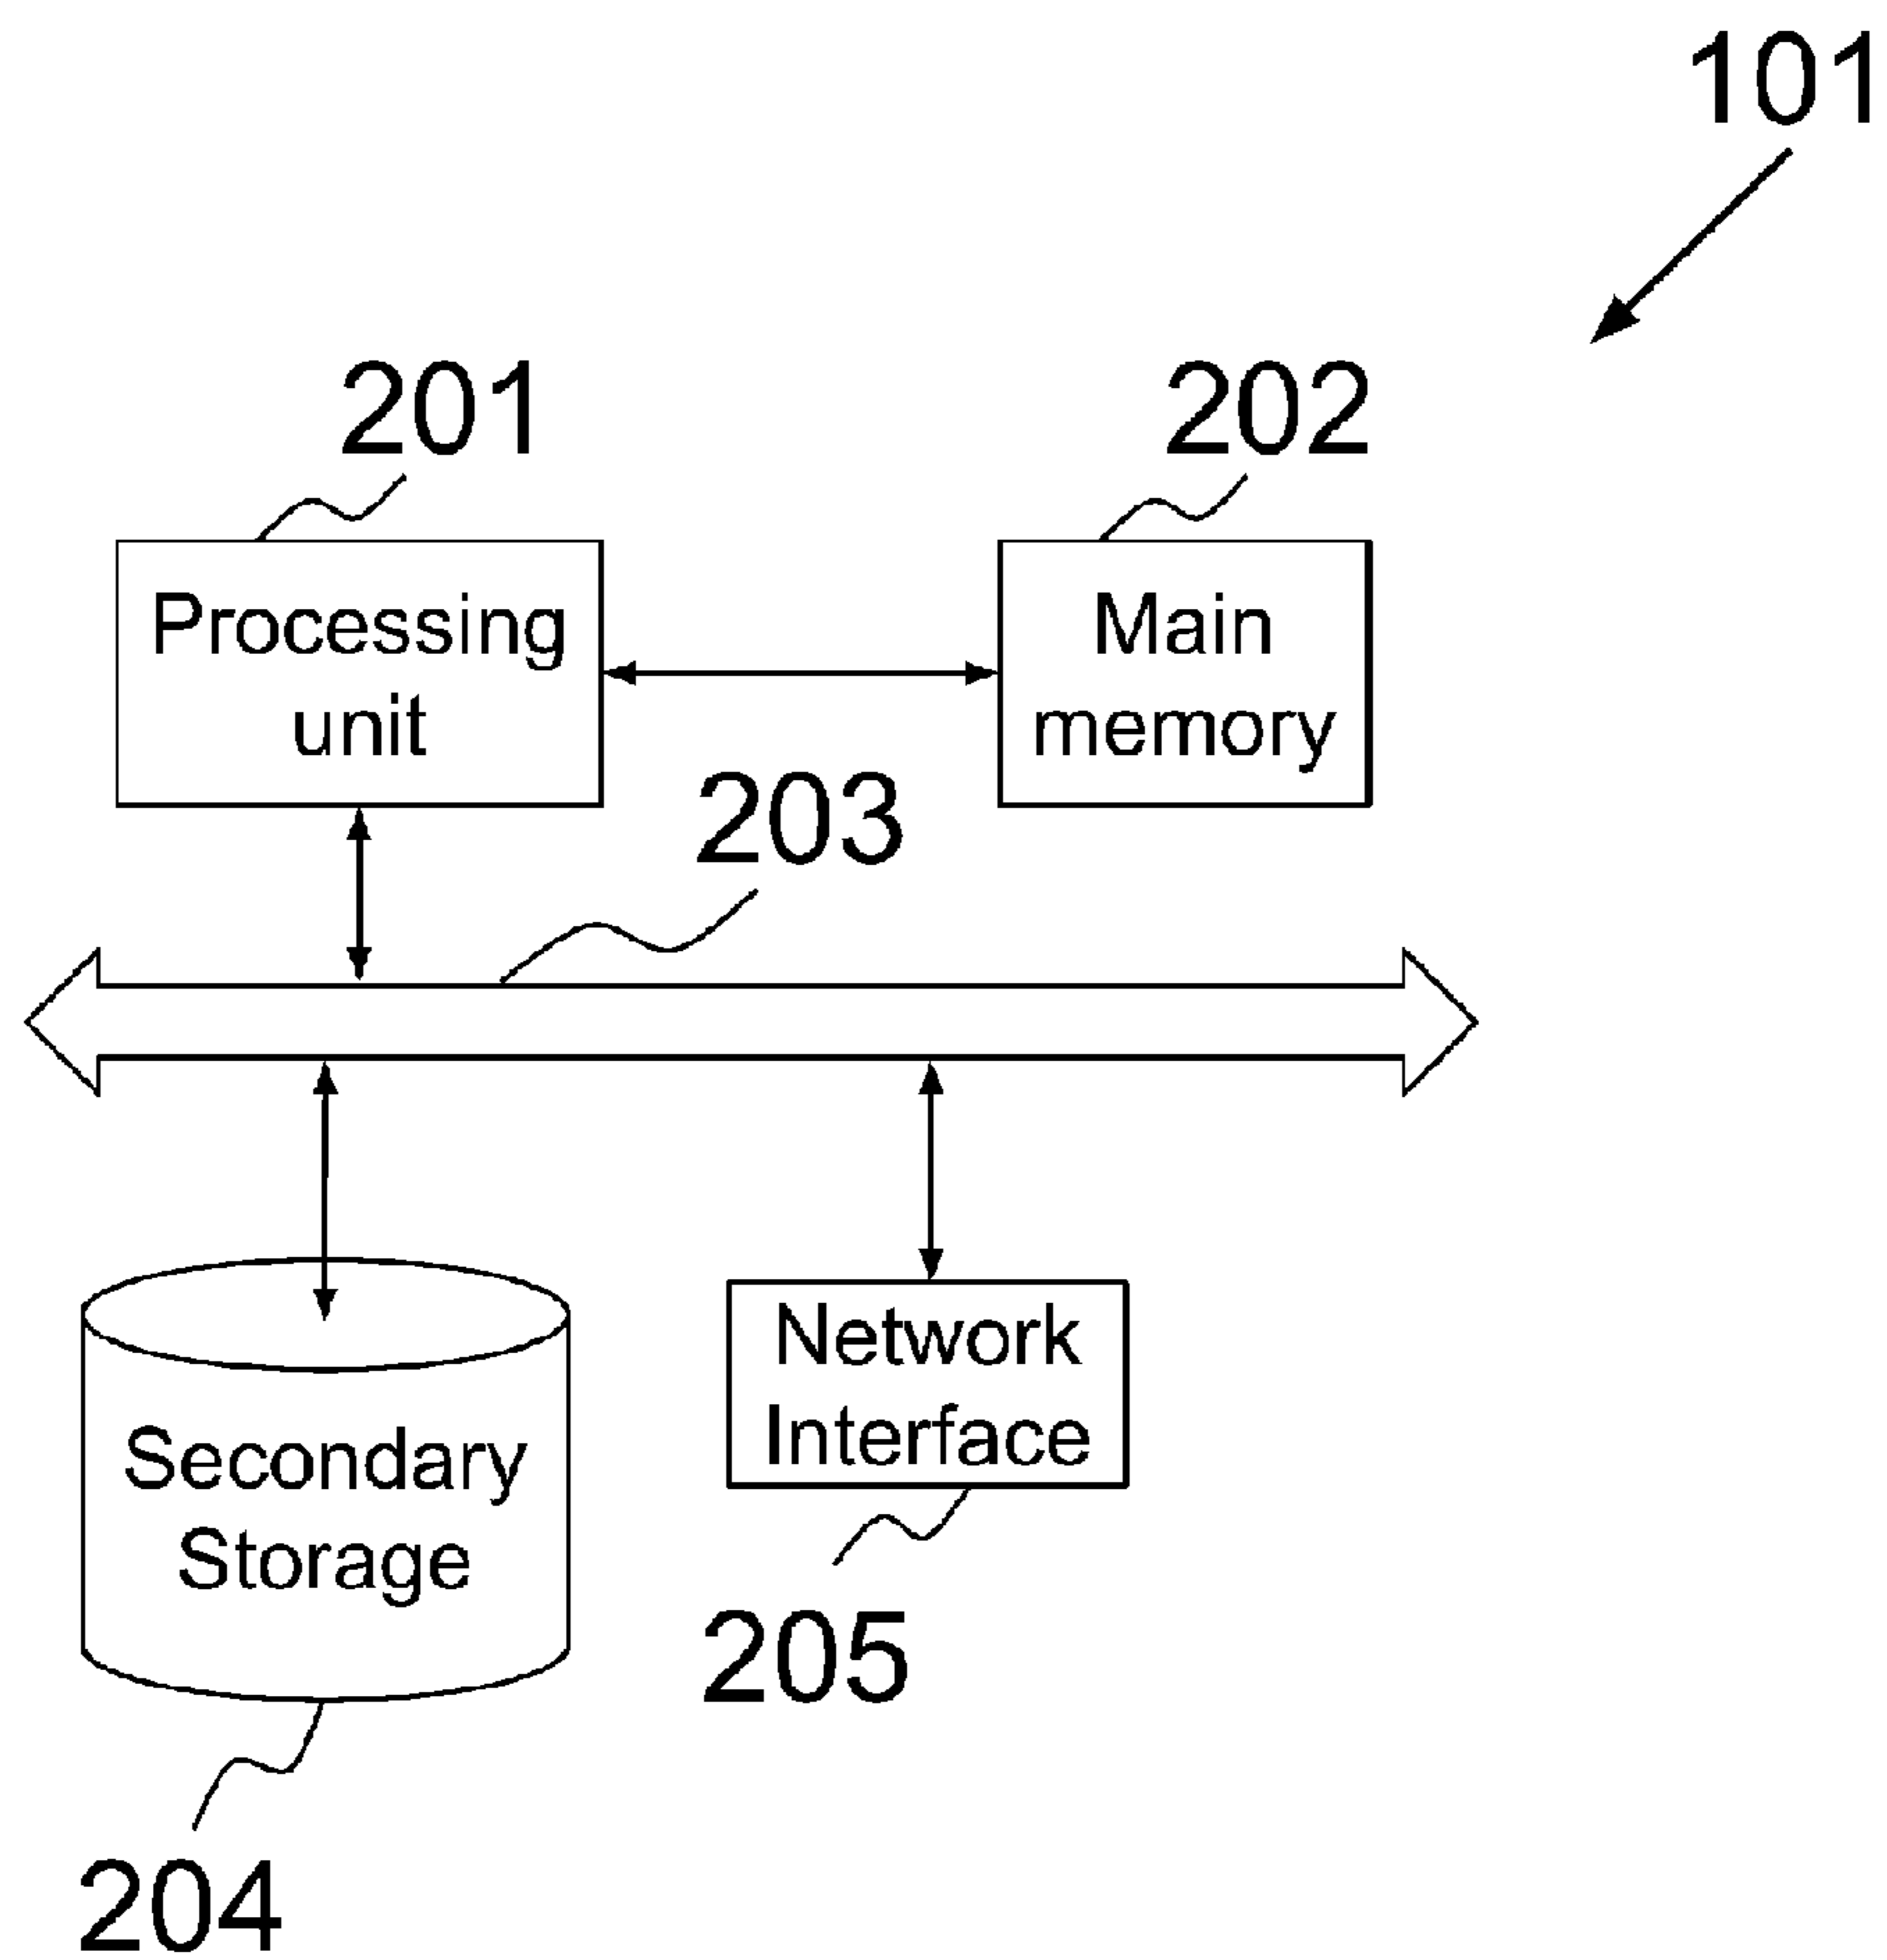 101
201
202
Processing
unit
Main
memory
203
Network
Interface
Secondary
Storage
205
204